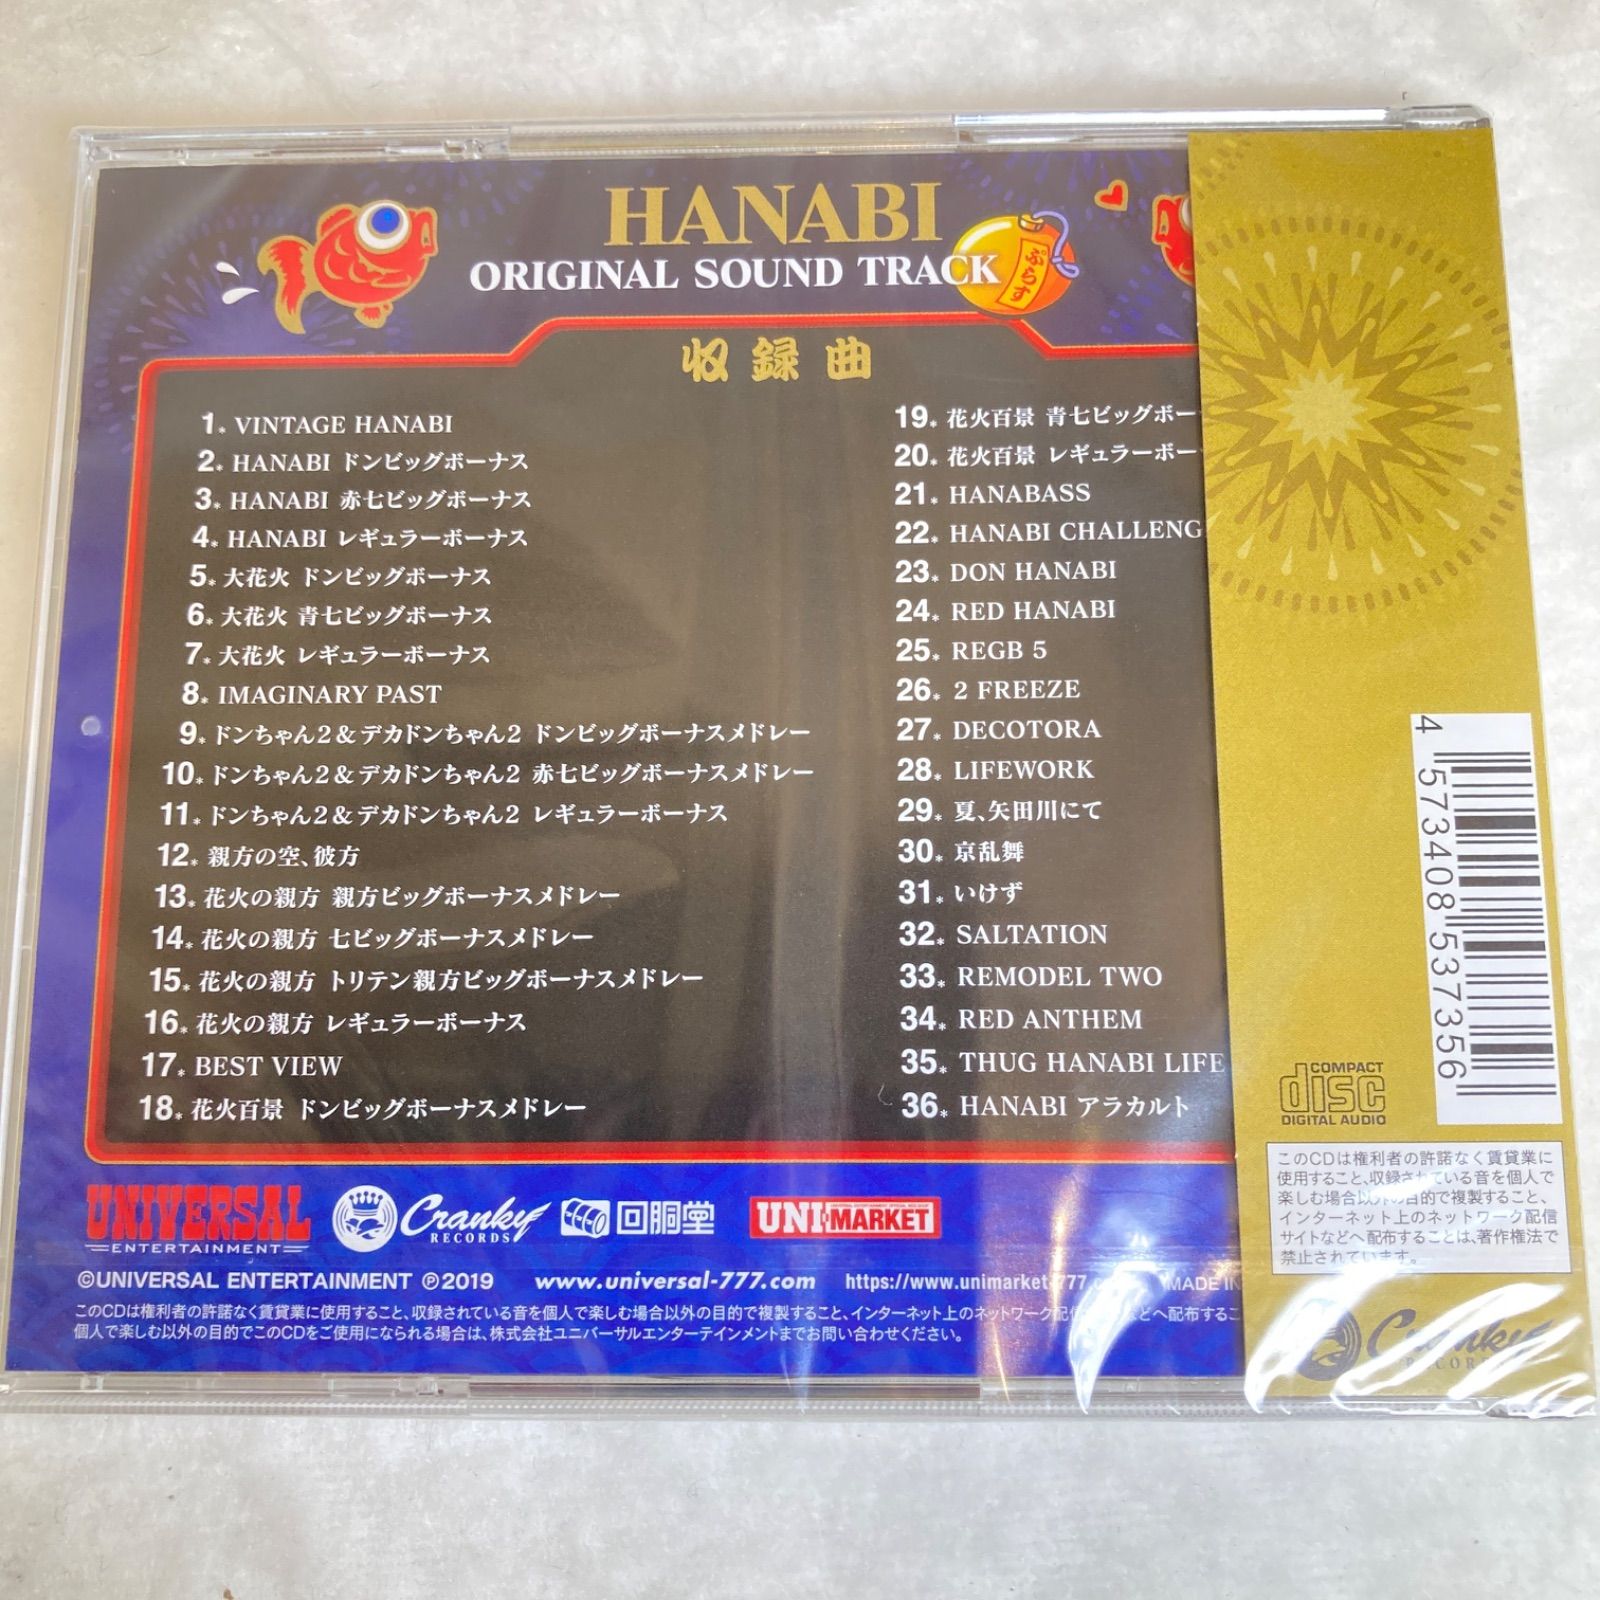 HANABI
ORIGINAL SOUND TRACK
ぷらす
収録曲
1* VINTAGE HANABI
2* HANABI ドンビッグボーナス
3* HANABI 赤七ビッグボーナス
4* HANABI レギュラーボーナス
5* 大花火 ドンビッグボーナス
6* 大花火 青七ビッグボーナス
7* 大花火 レギュラーボーナス
8* IMAGINARY PAST
9* ドンちゃん2&デカドンちゃん2 ドンビッグボーナスメドレー
10* ドンちゃん2&デカドンちゃん2 赤七ビッグボーナスメドレー
11* ドンちゃん2&デカドンちゃん2 レギュラーボーナス
12* 親方の空、彼方
13* 花火の親方 親方ビッグボーナスメドレー
14* 花火の親方 七ビッグボーナスメドレー
15* 花火の親方 トリテン親方ビッグボーナスメドレー
16* 花火の親方 レギュラーボーナス
17* BEST VIEW
18* 花火百景 ドンビッグボーナスメドレー
19* 花火百景 青七ビッグボー
20* 花火百景 レギュラーボー
21* HANABASS
22* HANABI CHALLENG
23* DON HANABI
24* RED HANABI
25* REGB 5
26* 2 FREEZE
27* DECOTORA
28* LIFEWORK
29* 夏、矢田川にて
30* 京乱舞
31* いけず
32* SALTATION
33* REMODEL TWO
34* RED ANTHEM
35* THUG HANABI LIFE
36* HANABI アラカルト
UNIVERSAL
ENTERTAINMENT
Cranky
RECORDS
回胴堂
UNI-MARKET
©UNIVERSAL ENTERTAINMENT ℗2019 www.universal-777.com https://www.unimarket-777.co MADE IN
このCDは権利者の許諾なく賃貸業に使用すること、収録されている音を個人で楽しむ場合以外の目的で複製すること、インターネット上のネットワーク配信 などへ配布するこ
個人で楽しむ以外の目的でこのCDをご使用になられる場合は、株式会社ユニバーサルエンターテインメントまでお問い合わせください。
4 573408 537356
COMPACT
disc
DIGITAL AUDIO
このCDは権利者の許諾なく賃貸業に
使用すること、収録されている音を個人で
楽しむ場合以外の目的で複製すること、
インターネット上のネットワーク配信
サイトなどへ配布することは、著作権法で
禁止されています。
Cranky
RECORDS